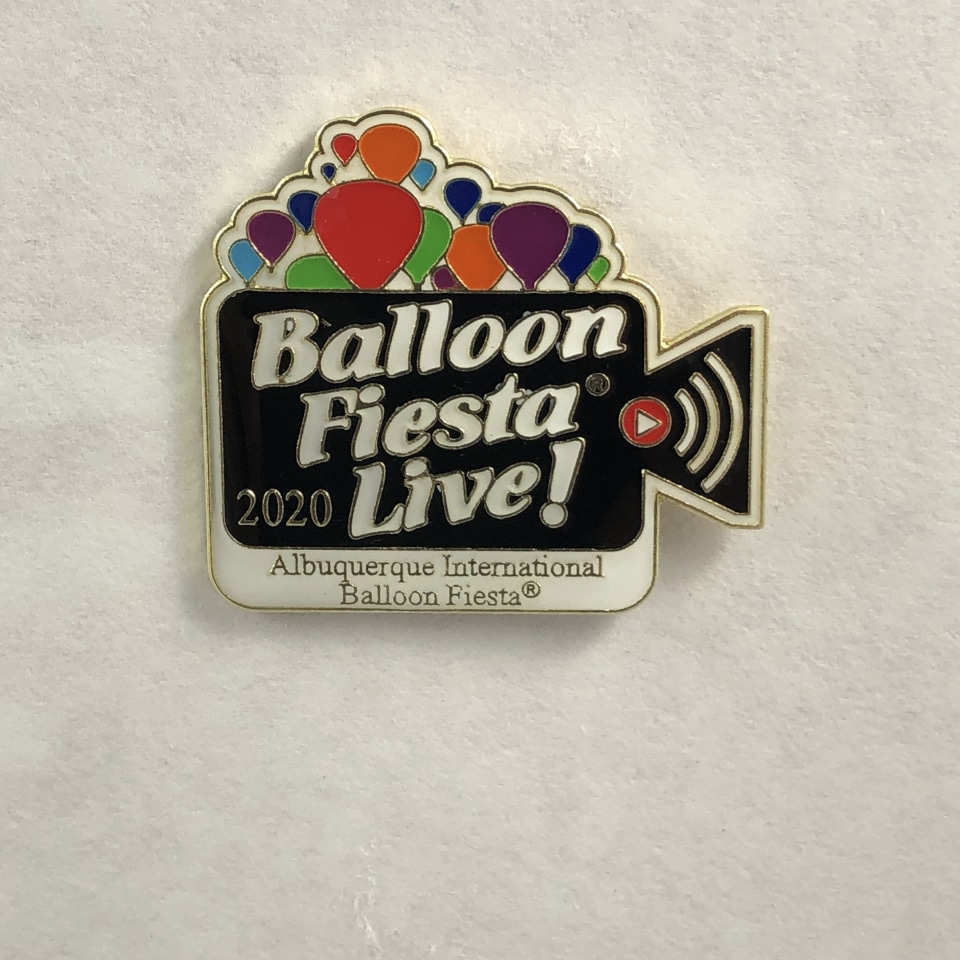 Balloon
Fiesta®
Live!
2020
Albuquerque International
Balloon Fiesta®